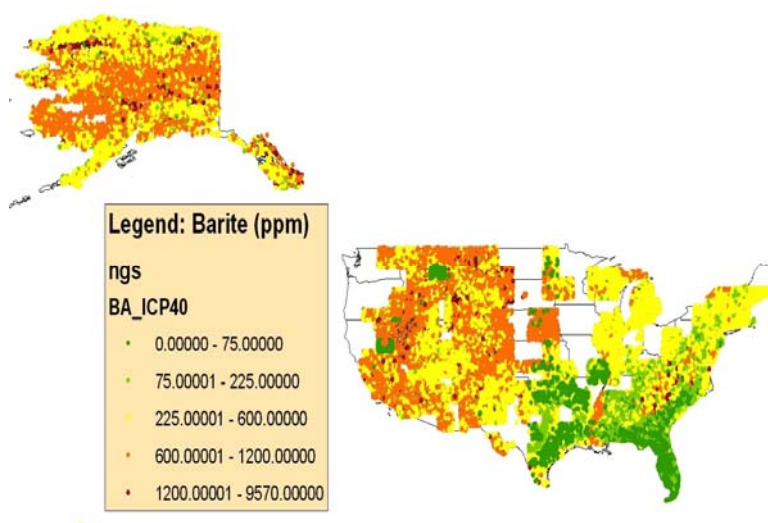 Legend: Barite (ppm)
ngs
BA_ICP40
0.00000 - 75.00000
75.00001 - 225.00000
225.00001 - 600.00000
600.00001 - 1200.00000
1200.00001 - 9570.00000